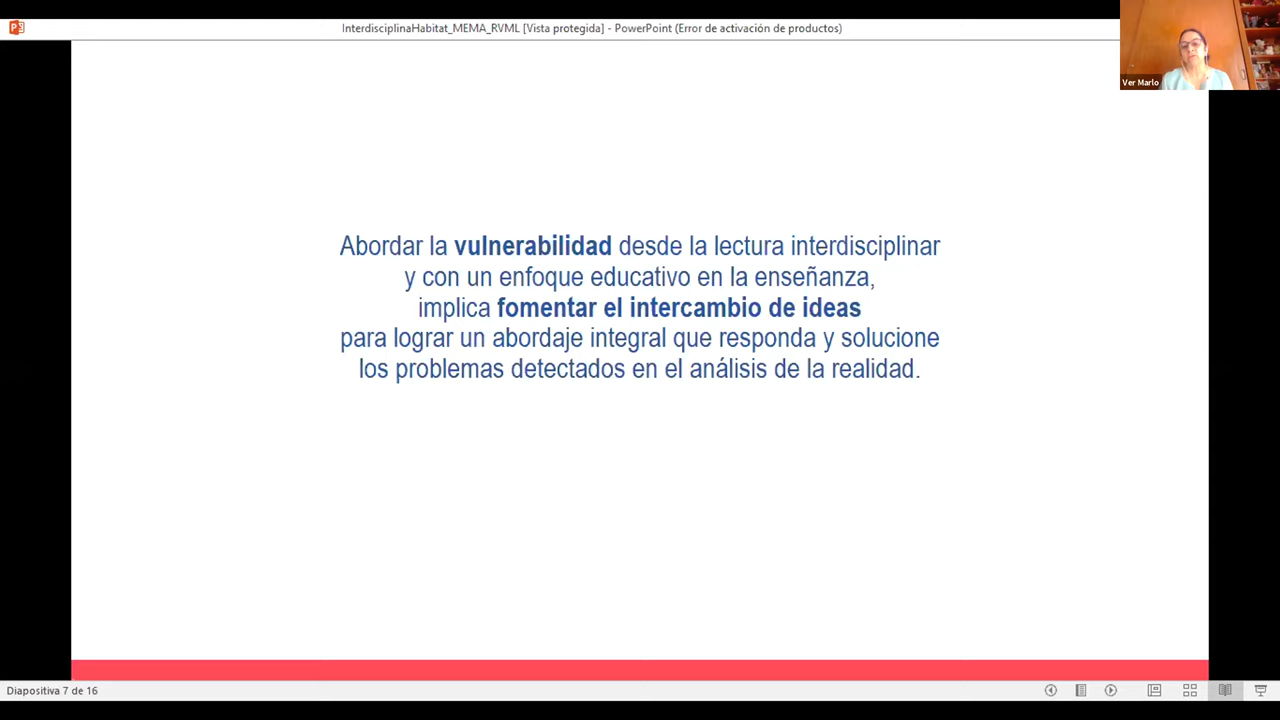 InterdisciplinaHabitat_MEMA_RVML [Vista protegida] - PowerPoint (Error de activación de productos)
Ver Marlo
Abordar la vulnerabilidad desde la lectura interdisciplinar
y con un enfoque educativo en la enseñanza,
implica fomentar el intercambio de ideas
para lograr un abordaje integral que responda y solucione
los problemas detectados en el análisis de la realidad.
Diapositiva 7 de 16